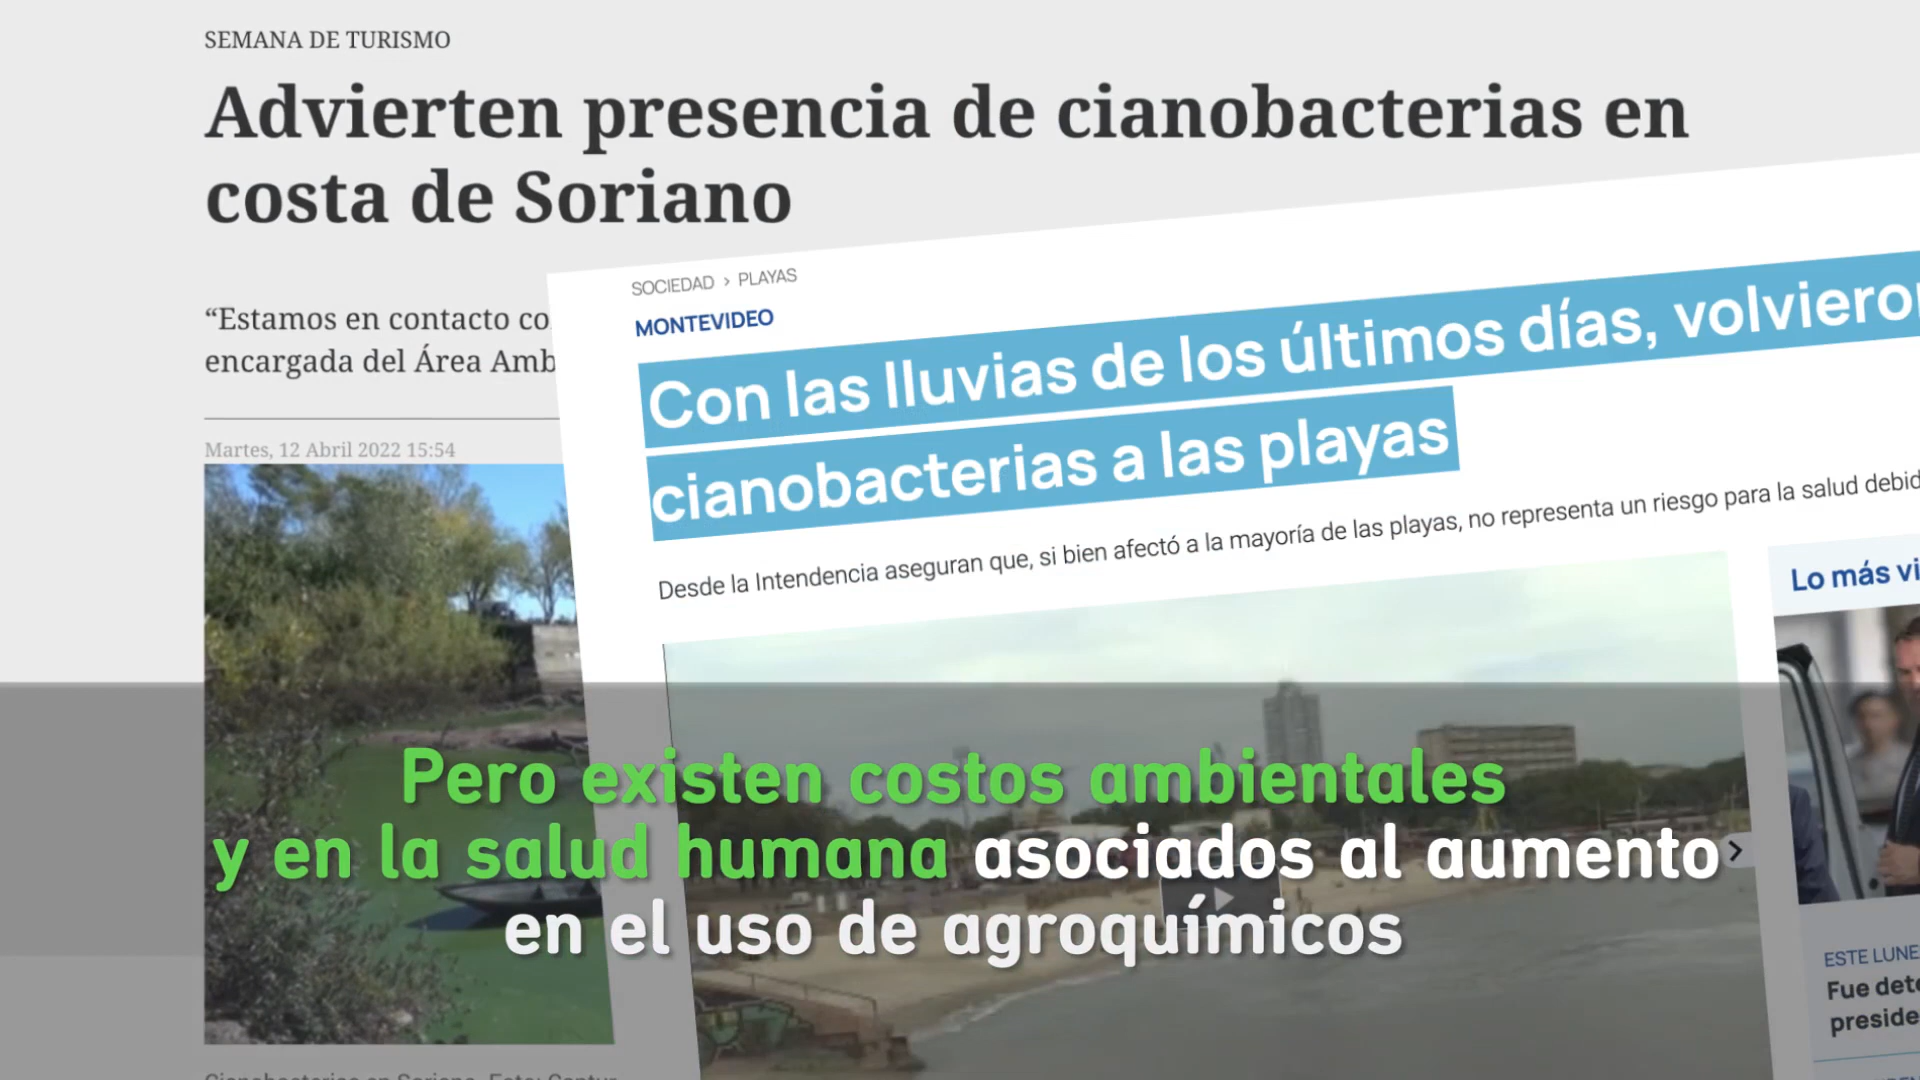 SEMANA DE TURISMO
Advierten presencia de cianobacterias en
costa de Soriano
“Estamos en contacto
encargada del Área
Martes, 12 Abril 2022 15:54
SOCIEDAD > PLAYAS
MONTEVIDEO
Con las lluvias de los últimos días, volviero
cianobacterias a las playas
Desde la Intendencia aseguran que, si bien afectó a la mayoría de las playas, no representa un riesgo para la salud debid
Lo más vi
ESTE LUNE
Fue dete
preside
Pero existen costos ambientales
y en la salud humana asociados al aumento
en el uso de agroquímicos